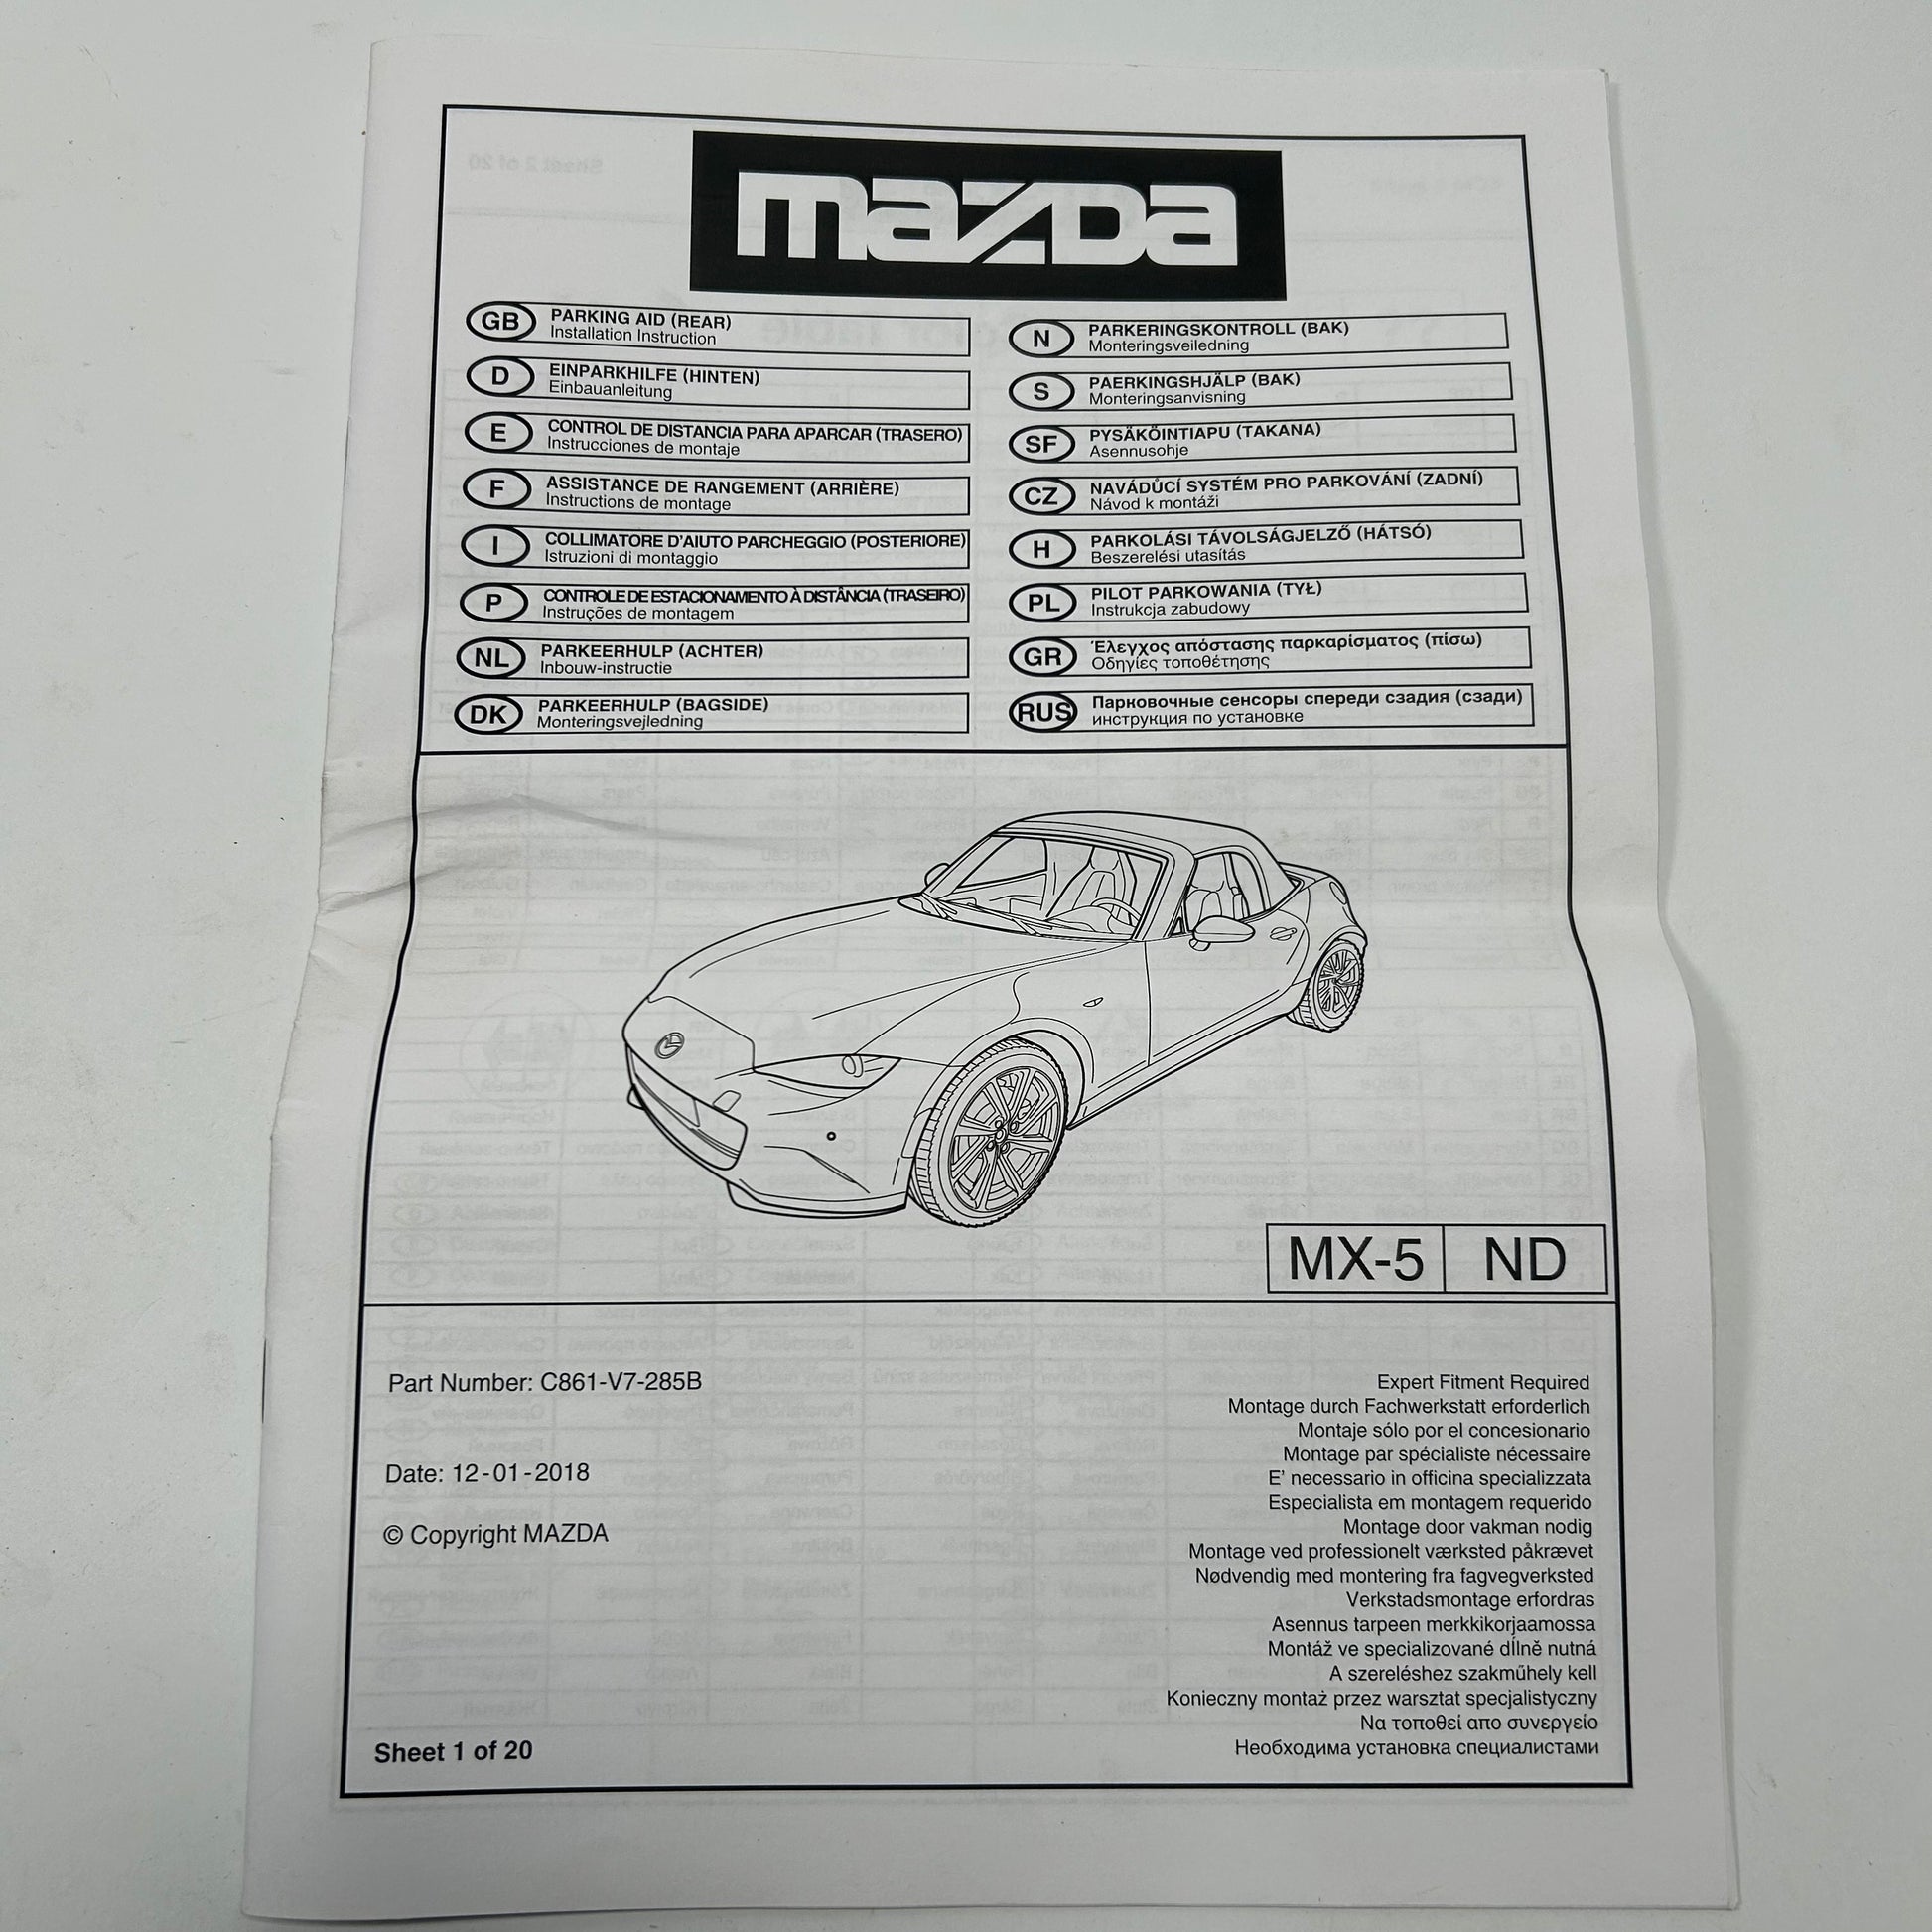 mazda
GB
PARKING AID (REAR)
Installation Instruction
D
EINPARKHILFE (HINTEN)
Einbauanleitung
E
CONTROL DE DISTANCIA PARA APARCAR (TRASERO)
Instrucciones de montaje
F
ASSISTANCE DE RANGEMENT (ARRIÈRE)
Instructions de montage
I
COLLIMATORE D'AIUTO PARCHEGGIO (POSTERIORE)
Istruzioni di montaggio
P
CONTROLE DE ESTACIONAMENTO À DISTÂNCIA (TRASEIRO)
Instruções de montagem
NL
PARKEERHULP (ACHTER)
Inbouw-instructie
DK
PARKEERHULP (BAGSIDE)
Monteringsvejledning
N
PARKERINGSKONTROLL (BAK)
Monteringsveiledning
S
PAERKINGSHJÄLP (BAK)
Monteringsanvisning
SF
PYSÄKÖINTIAPU (TAKANA)
Asennusohje
CZ
NAVÁDŮCÍ SYSTÉM PRO PARKOVÁNÍ (ZADNÍ)
Návod k montáži
H
PARKOLÁSI TÁVOLSÁGJELZŐ (HÁTSÓ)
Beszerelési utasítás
PL
PILOT PARKOWANIA (TYŁ)
Instrukcja zabudowy
GR
Έλεγχος απόστασης παρκαρίσματος (πίσω)
Οδηγίες τοποθέτησης
RUS
Парковочные сенсоры спереди сзадия (сзади)
инструкция по установке
MX-5 ND
Part Number: C861-V7-285B
Date: 12-01-2018
© Copyright MAZDA
Sheet 1 of 20
Expert Fitment Required
Montage durch Fachwerkstatt erforderlich
Montaje sólo por el concesionario
Montage par spécialiste nécessaire
E' necessario in officina specializzata
Especialista em montagem requerido
Montage door vakman nodig
Montage ved professionelt værksted påkrævet
Nødvendig med montering fra fagvegverksted
Verkstadsmontage erfordras
Asennus tarpeen merkkikorjaamossa
Montáž ve specializované dílně nutná
A szereléshez szakműhely kell
Konieczny montaż przez warsztat specjalistyczny
Να τοποθεί απο συνεργείο
Необходима установка специалистами